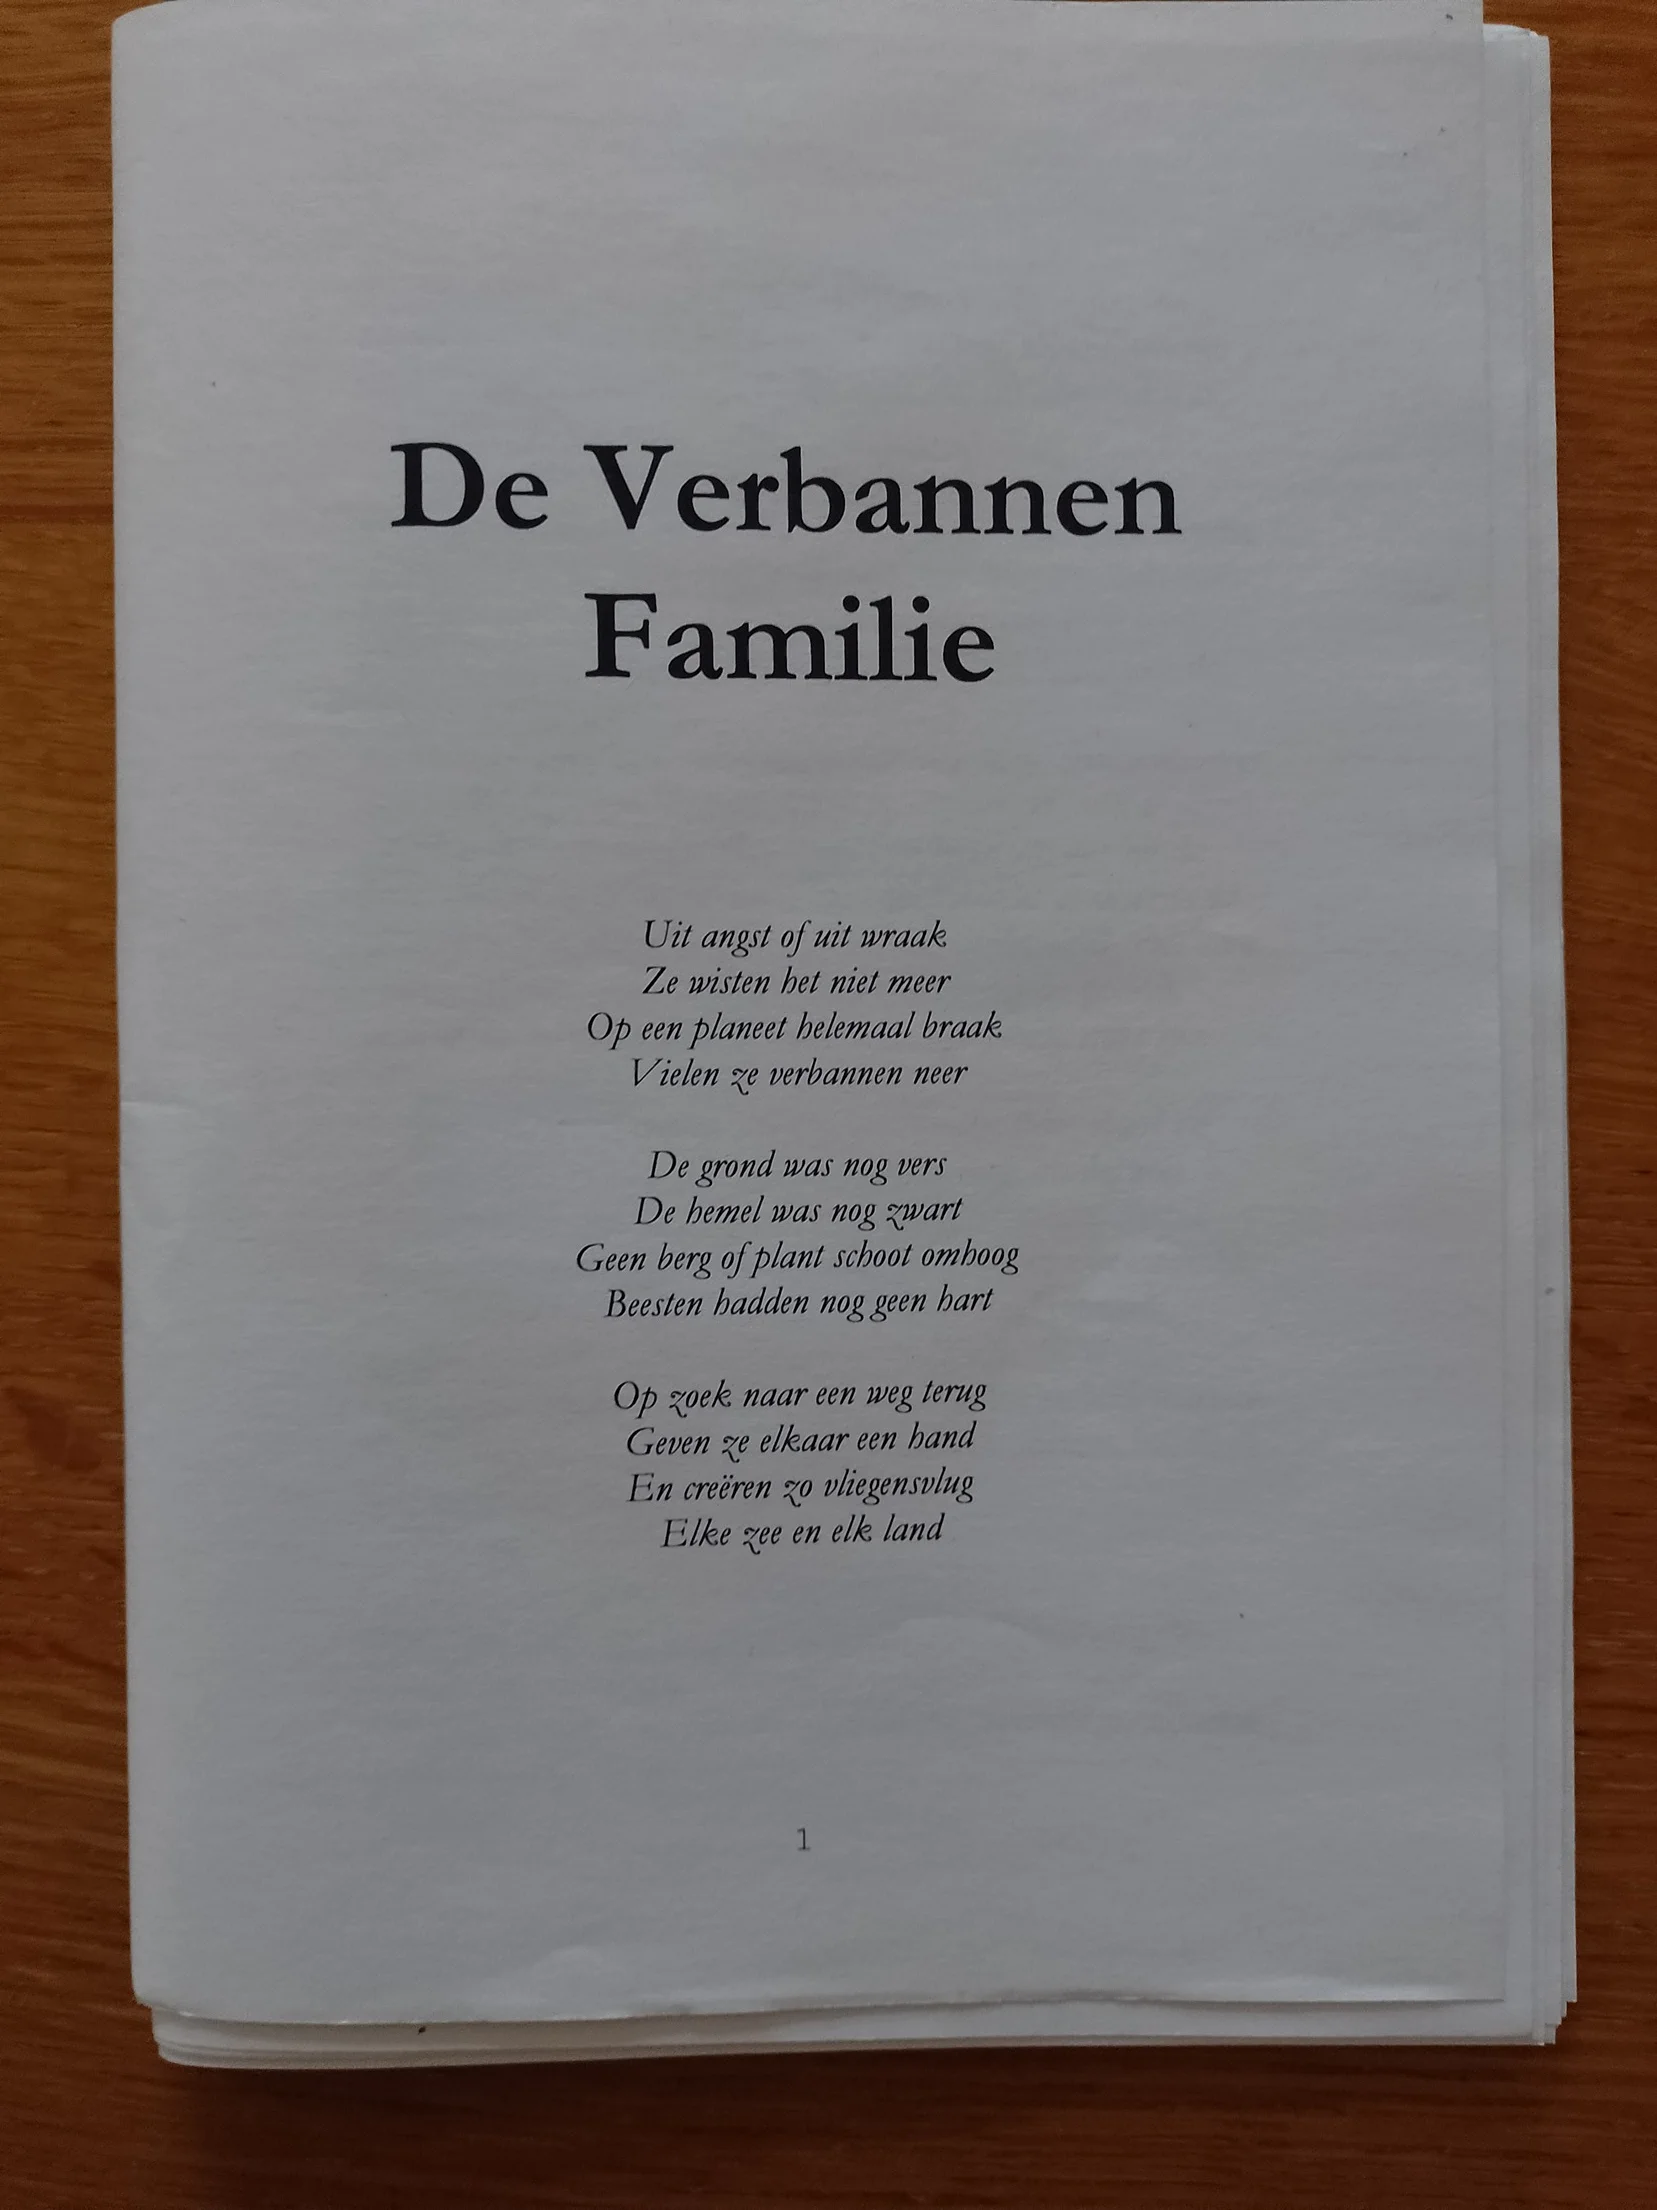 De Verbannen
Familie
Uit angst of uit wraak
Ze wisten het niet meer
Op een planeet helemaal braak
Vielen ze verbannen neer
De grond was nog vers
De hemel was nog zwart
Geen berg of plant schoot omhoog
Beesten hadden nog geen hart
Op zoek naar een weg terug
Geven ze elkaar een hand
En creëren zo vliegensvlug
Elke zee en elk land
1